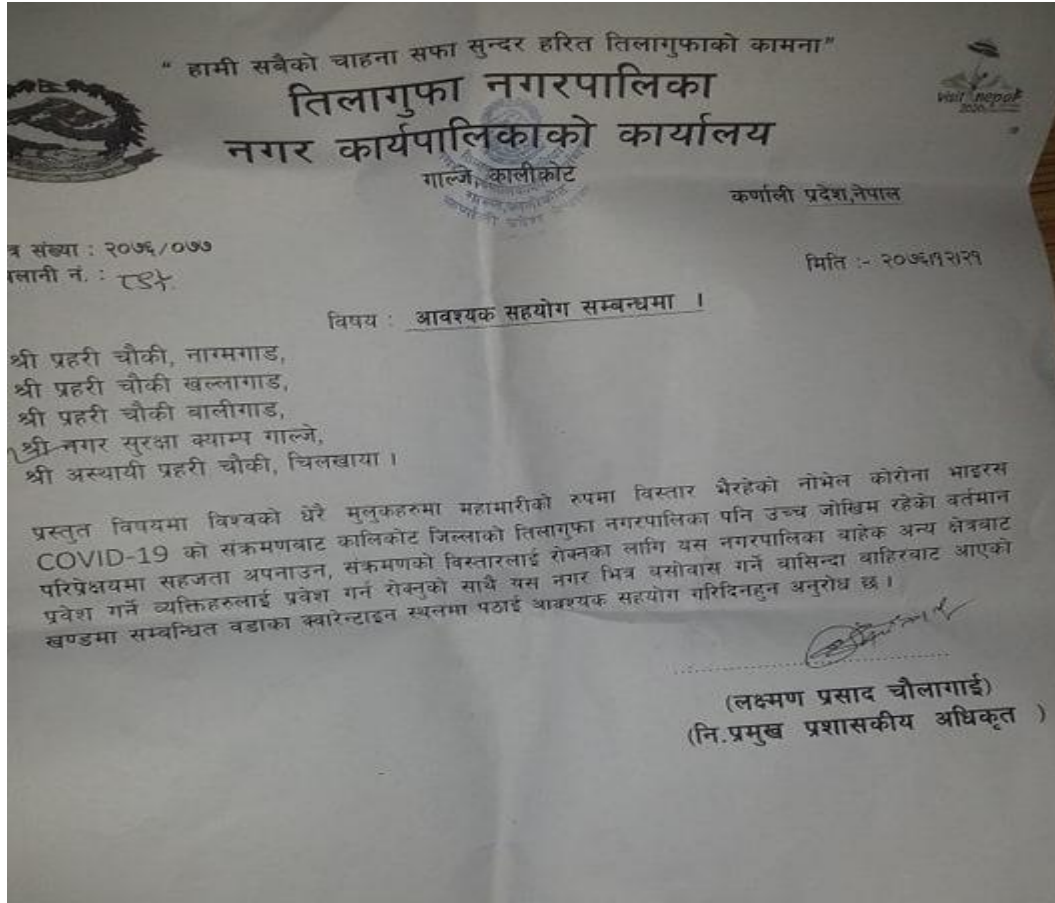 " हामी सबैको चाहना सफा सुन्दर हरित तिलागुफाको कामना"
तिलागुफा नगरपालिका
नगर कार्यपालिकाको कार्यालय
गाल्जे, कालीकोट
कर्णाली प्रदेश,नेपाल
visit nepal
2020
त्र संख्या : २०७६/०७७
लानी नं. :
मिति :- २०७६।१२।२१
विषय : आवश्यक सहयोग सम्बन्धमा ।
श्री प्रहरी चौकी, नाग्मगाड,
श्री प्रहरी चौकी खल्लागाड,
श्री प्रहरी चौकी बालीगाड,
श्री नगर सुरक्षा क्याम्प गाल्जे,
श्री अस्थायी प्रहरी चौकी, चिलखाया ।
प्रस्तुत विषयमा विश्वको धेरै मुलुकहरुमा महामारीको रुपमा विस्तार भैरहेको नोभेल कोरोना भाइरस
COVID-19 को संक्रमणबाट कालिकोट जिल्लाको तिलागुफा नगरपालिका पनि उच्च जोखिम रहेको वर्तमान
परिप्रेक्षयमा सहजता अपनाउन, संक्रमणको विस्तारलाई रोक्नका लागि यस नगरपालिका बाहेक अन्य क्षेत्रबाट
प्रवेश गर्ने व्यक्तिहरुलाई प्रवेश गर्न रोक्नुको साथै यस नगर भित्र बसोवास गर्ने बासिन्दा बाहिरबाट आएको
खण्डमा सम्बन्धित वडाका क्वारेन्टाइन स्थलमा पठाई आवश्यक सहयोग गरिदिनहुन अनुरोध छ ।
(लक्ष्मण प्रसाद चौलागाई)
(नि.प्रमुख प्रशासकीय अधिकृत )